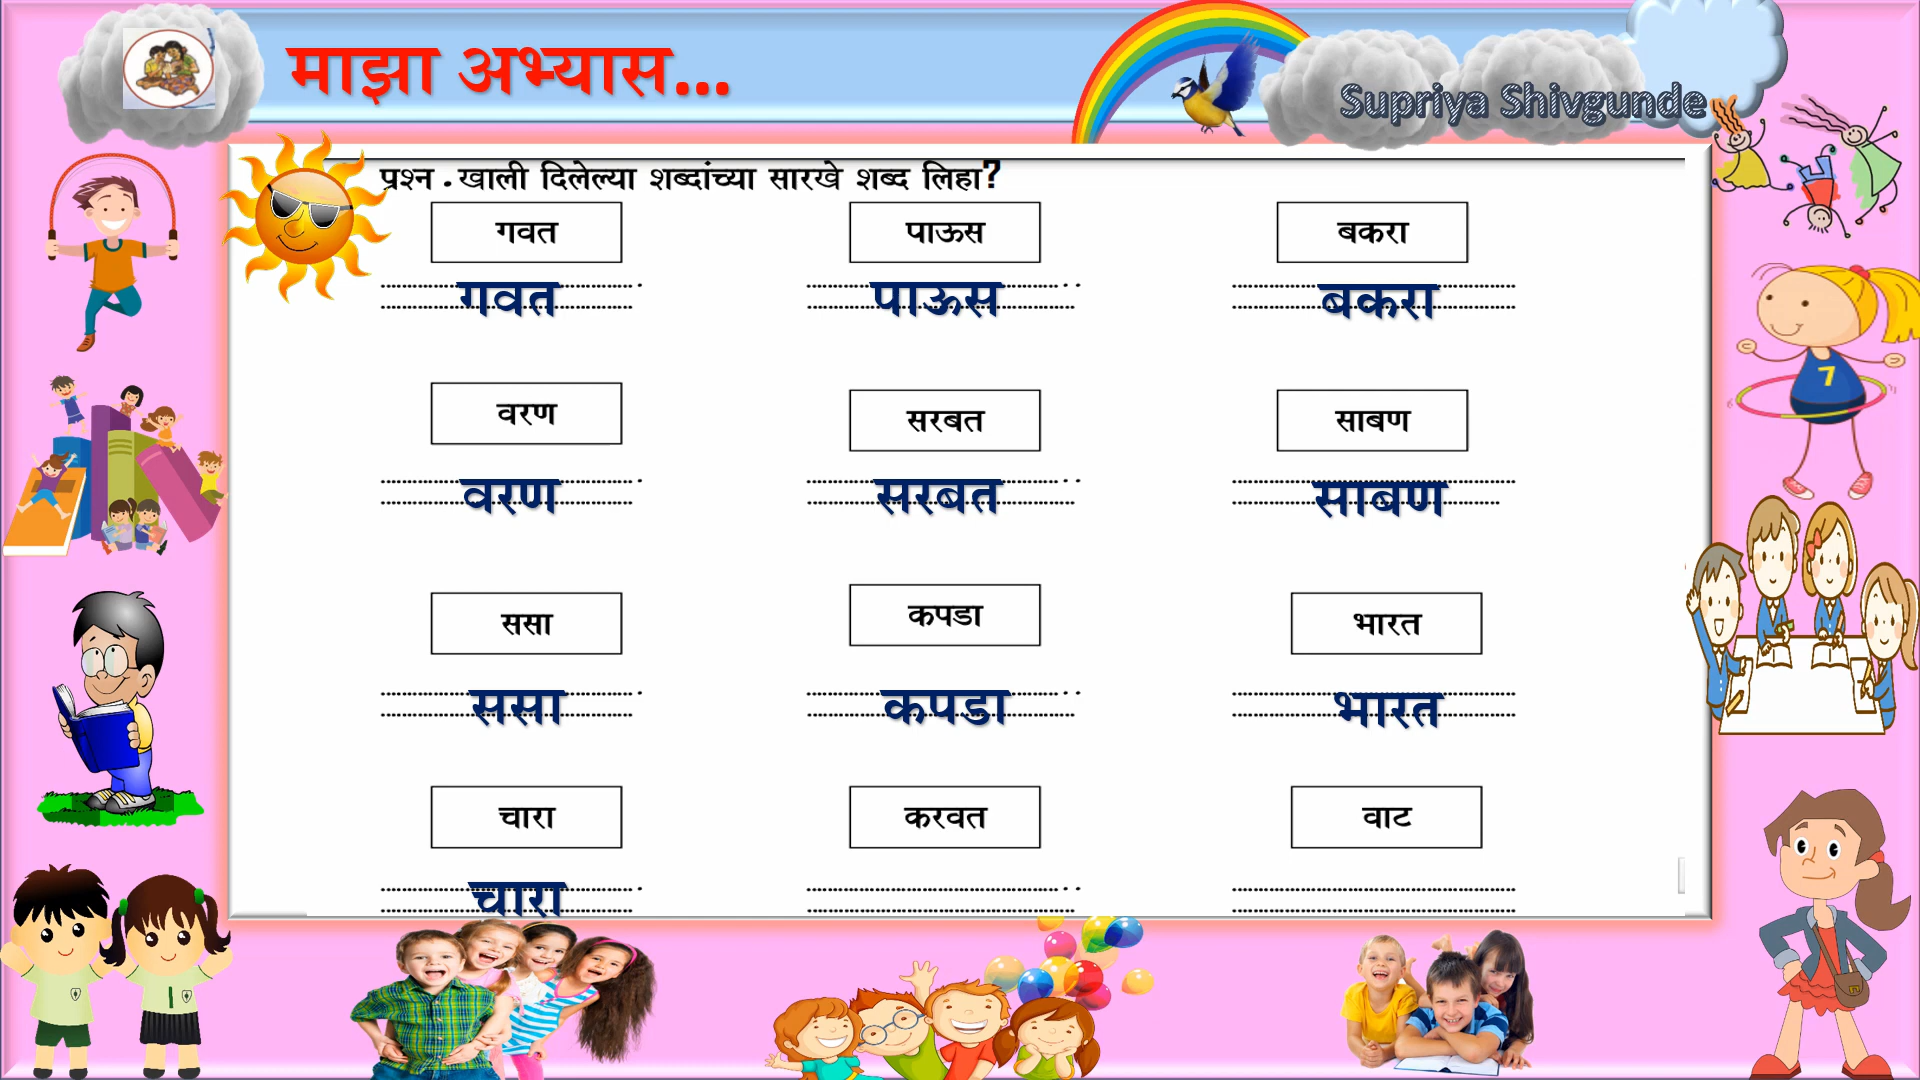 माझा अभ्यास...
Supriya Shivgunde
प्रश्न . खाली दिलेल्या शब्दांच्या सारखे शब्द लिहा?
गवत पाऊस बकरा
गवत पाऊस बकरा
वरण सरबत साबण
वरण सरबत साबण
ससा कपडा भारत
ससा कपडा भारत
चारा करवत वाट
चारा
7